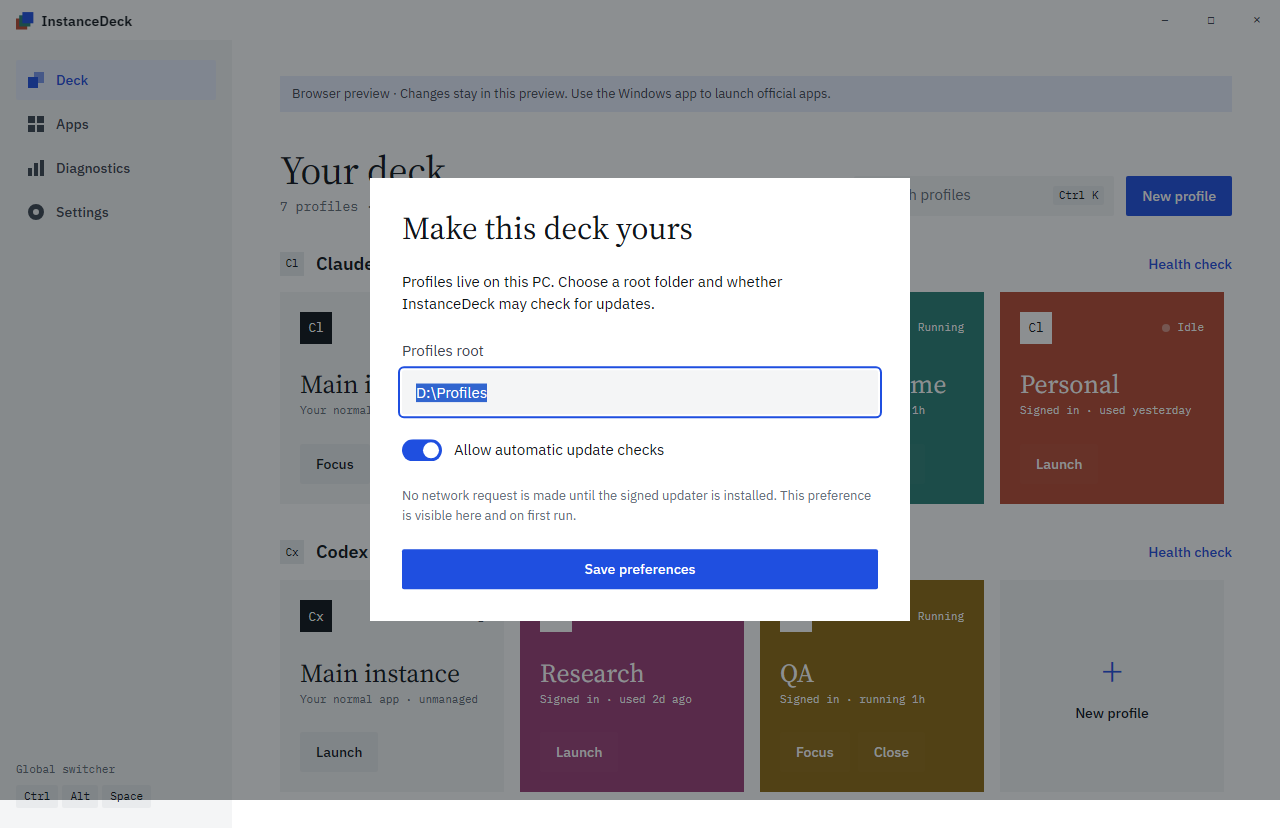 InstanceDeck
Deck
Apps
Diagnostics
Settings
Global switcher
Ctrl Alt Space
Browser preview · Changes stay in this preview. Use the Windows app to launch official apps.
Your deck
7 profiles
profiles
Ctrl K
New profile
Cl Claude
Health check
Cl
Main i
Your normal
Focus
Running
me
1h
Cl
Idle
Personal
Signed in · used yesterday
Launch
Make this deck yours
Profiles live on this PC. Choose a root folder and whether
InstanceDeck may check for updates.
Profiles root
D:\Profiles
Allow automatic update checks
No network request is made until the signed updater is installed. This preference
is visible here and on first run.
Save preferences
Cx Codex
Health check
Cx
Main instance
Your normal app · unmanaged
Launch
Research
Signed in · used 2d ago
Launch
Running
QA
Signed in · running 1h
Focus Close
+
New profile